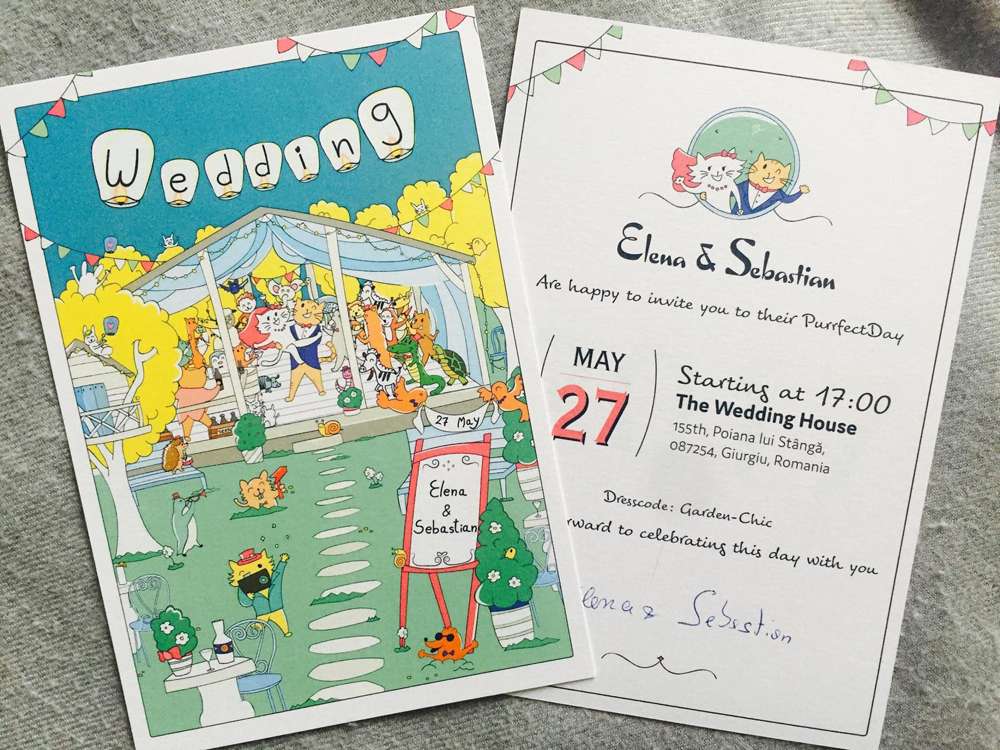 Wedding
27 May
Elena
&
Sebastian
Elena & Sebastian
Are happy to invite you to their PurrfectDay
MAY
27
Starting at 17:00
The Wedding House
155th, Poiana lui Stângă,
087254, Giurgiu, Romania
Dresscode: Garden-Chic
rward to celebrating this day with you
lena & Sebastian